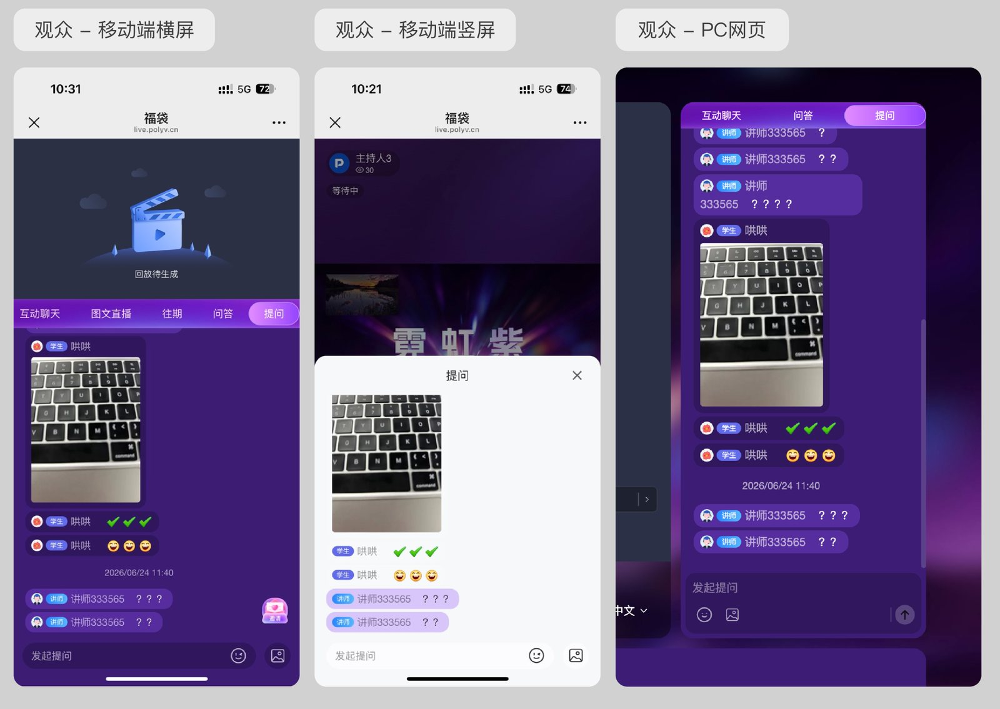 观众 – 移动端横屏
10:31
5G 72
福袋
live.polyv.cn
回放待生成
互动聊天 图文直播 往期 问答 提问
学生 哄哄
command
学生 哄哄
学生 哄哄
2026/06/24 11:40
讲师 讲师333565 ? ? ?
讲师 讲师333565 ? ?
邀请
发起提问
观众 – 移动端竖屏
10:21
5G 74
福袋
live.polyv.cn
主持人3
30
等待中
霓虹紫
提问
command
学生 哄哄
学生 哄哄
讲师 讲师333565 ? ? ?
讲师 讲师333565 ? ?
发起提问
观众 – PC网页
互动聊天 问答 提问
讲师 讲师333565 ?
讲师 讲师333565 ? ?
讲师 讲师
333565 ? ? ? ?
学生 哄哄
command
学生 哄哄
学生 哄哄
2026/06/24 11:40
讲师 讲师333565 ? ? ?
讲师 讲师333565 ? ?
发起提问
中文